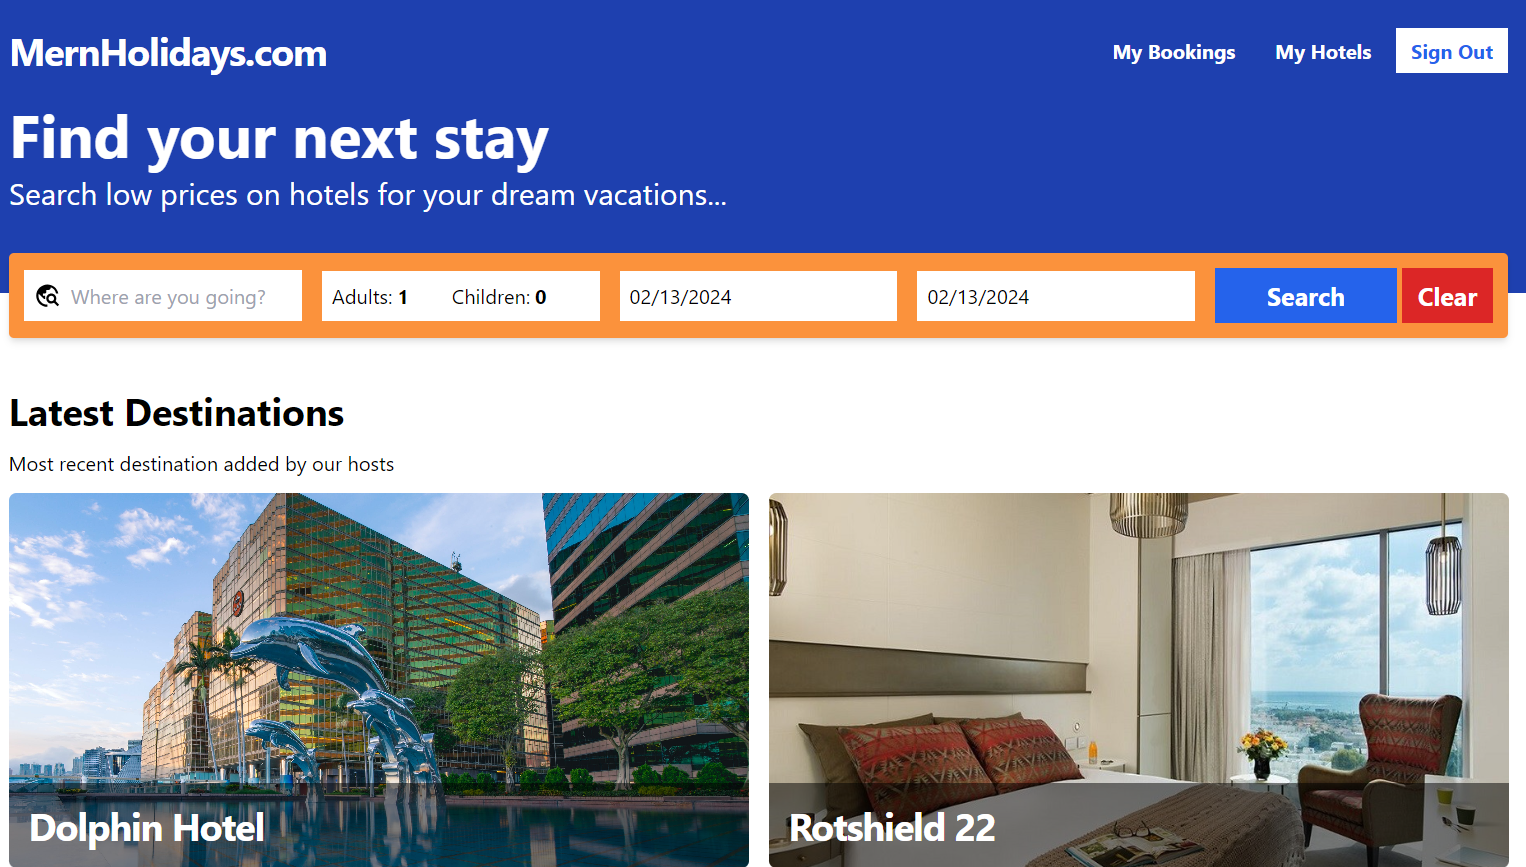 MernHolidays.com
My Bookings My Hotels Sign Out
Find your next stay
Search low prices on hotels for your dream vacations...
Where are you going? Adults: 1 Children: 0 02/13/2024 02/13/2024 Search Clear
Latest Destinations
Most recent destination added by our hosts
Dolphin Hotel
Rotshield 22